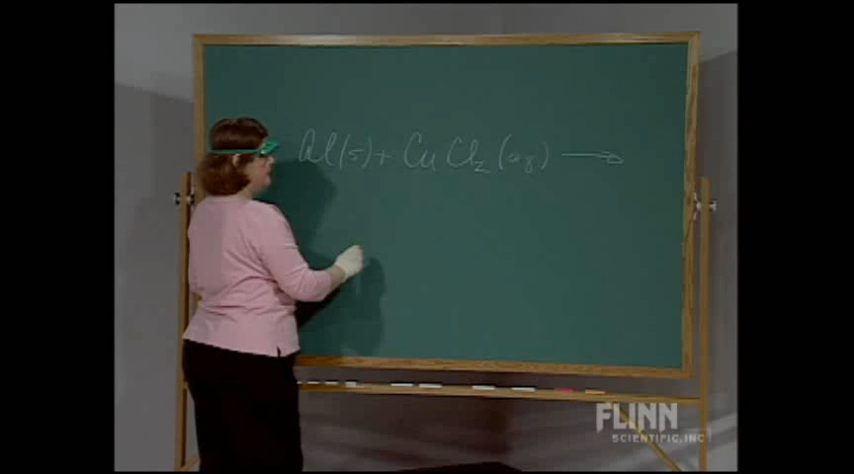 Al(s) + CuCl₂ (aq) →
FLINN
SCIENTIFIC, INC.